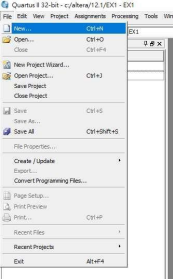 Quartus II 32-bit - c:/altera/12.1/EX1 - EX1
File Edit View Project Assignments Processing Tools Win
New... Ctrl+N
EX1
Open... Ctrl+O
Close Ctrl+F4
New Project Wizard...
Open Project... Ctrl+J
Save Project
Close Project
Save Ctrl+S
Save As...
Save All Ctrl+Shift+S
File Properties...
Create / Update
Export...
Convert Programming Files...
Page Setup...
Print Preview
Print... Ctrl+P
Recent Files
Recent Projects
Exit Alt+F4